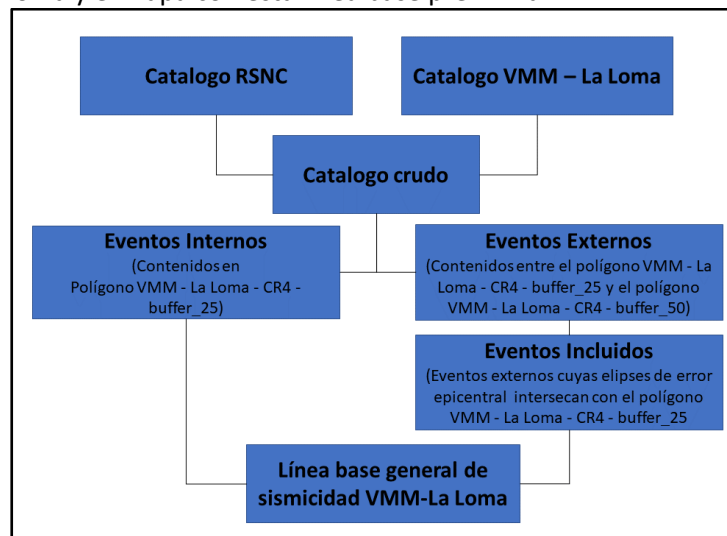 Catalogo RSNC
Catalogo VMM – La Loma
Catalogo crudo
Eventos Internos
(Contenidos en
Polígono VMM - La Loma - CR4 -
buffer_25)
Eventos Externos
(Contenidos entre el polígono VMM - La
Loma - CR4 - buffer_25 y el polígono
VMM - La Loma - CR4 - buffer_50)
Eventos Incluidos
(Eventos externos cuyas elipses de error
epicentral intersecan con el polígono
VMM - La Loma - CR4 - buffer_25
Línea base general de
sismicidad VMM-La Loma